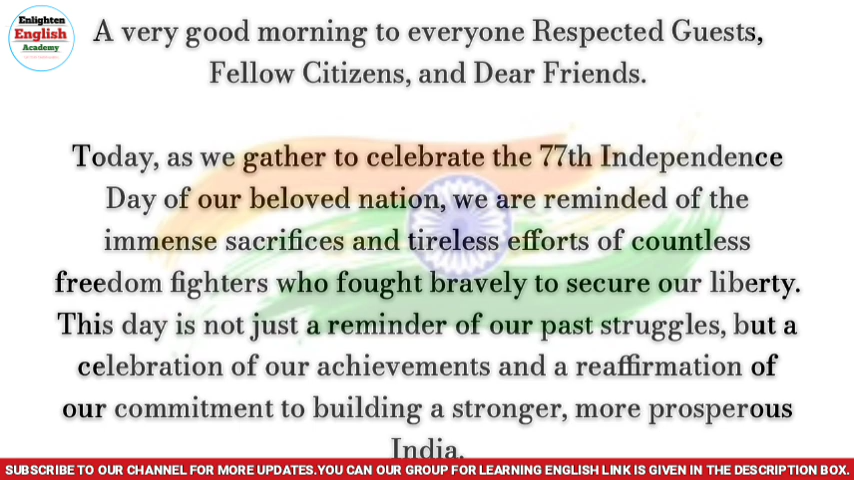 Enlighten
English
Academy
A very good morning to everyone Respected Guests,
Fellow Citizens, and Dear Friends.
Today, as we gather to celebrate the 77th Independence
Day of our beloved nation, we are reminded of the
immense sacrifices and tireless efforts of countless
freedom fighters who fought bravely to secure our liberty.
This day is not just a reminder of our past struggles, but a
celebration of our achievements and a reaffirmation of
our commitment to building a stronger, more prosperous
India.
SUBSCRIBE TO OUR CHANNEL FOR MORE UPDATES.YOU CAN OUR GROUP FOR LEARNING ENGLISH LINK IS GIVEN IN THE DESCRIPTION BOX.